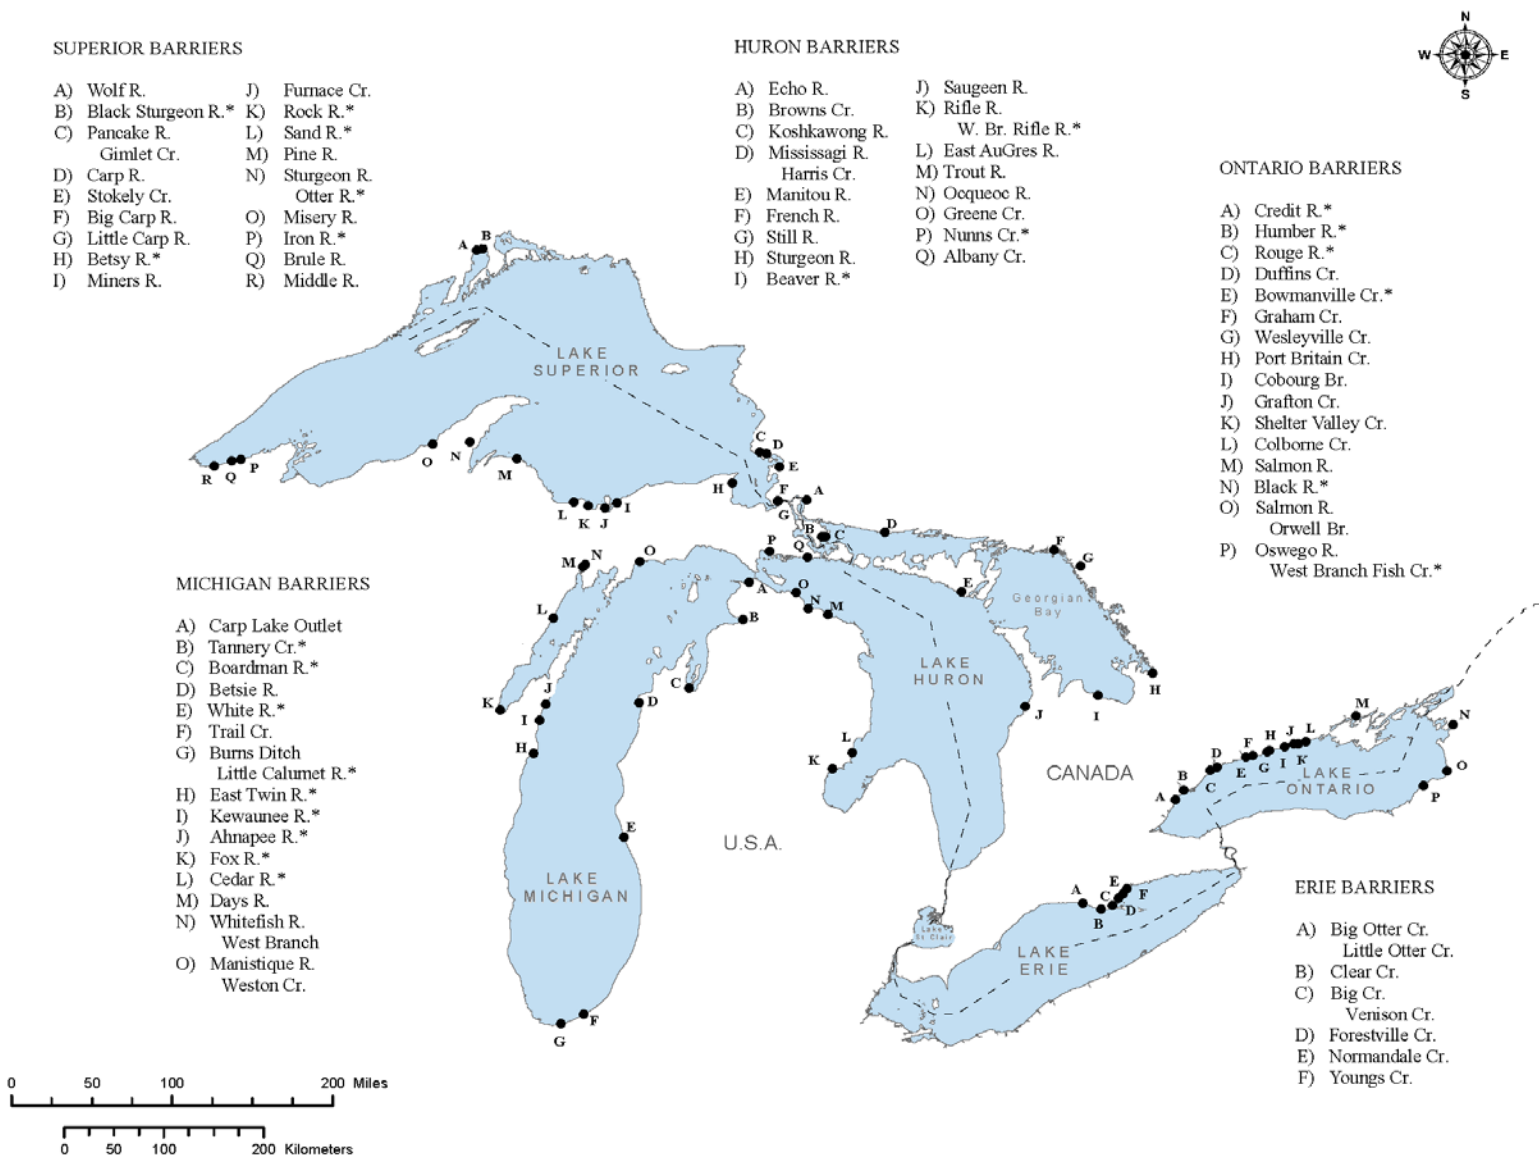 N
W
E
S
SUPERIOR BARRIERS
A) Wolf R.
B) Black Sturgeon R.*
C) Pancake R.
Gimlet Cr.
D) Carp R.
E) Stokely Cr.
F) Big Carp R.
G) Little Carp R.
H) Betsy R.*
I) Miners R.
J) Furnace Cr.
K) Rock R.*
L) Sand R.*
M) Pine R.
N) Sturgeon R.
Otter R.*
O) Misery R.
P) Iron R.*
Q) Brule R.
R) Middle R.
HURON BARRIERS
A) Echo R.
B) Browns Cr.
C) Koshkawong R.
D) Mississagi R.
Harris Cr.
E) Manitou R.
F) French R.
G) Still R.
H) Sturgeon R.
I) Beaver R.*
J) Saugeen R.
K) Rifle R.
W. Br. Rifle R.*
L) East AuGres R.
M) Trout R.
N) Ocqueoc R.
O) Greene Cr.
P) Nunns Cr.*
Q) Albany Cr.
ONTARIO BARRIERS
A) Credit R.*
B) Humber R.*
C) Rouge R.*
D) Duffins Cr.
E) Bowmanville Cr.*
F) Graham Cr.
G) Wesleyville Cr.
H) Port Britain Cr.
I) Cobourg Br.
J) Grafton Cr.
K) Shelter Valley Cr.
L) Colborne Cr.
M) Salmon R.
N) Black R.*
O) Salmon R.
Orwell Br.
P) Oswego R.
West Branch Fish Cr.*
MICHIGAN BARRIERS
A) Carp Lake Outlet
B) Tannery Cr.*
C) Boardman R.*
D) Betsie R.
E) White R.*
F) Trail Cr.
G) Burns Ditch
Little Calumet R.*
H) East Twin R.*
I) Kewaunee R.*
J) Ahnapee R.*
K) Fox R.*
L) Cedar R.*
M) Days R.
N) Whitefish R.
West Branch
O) Manistique R.
Weston Cr.
ERIE BARRIERS
A) Big Otter Cr.
Little Otter Cr.
B) Clear Cr.
C) Big Cr.
Venison Cr.
D) Forestville Cr.
E) Normandale Cr.
F) Youngs Cr.
LAKE
SUPERIOR
A
B
C
D
E
F
G
H
I
J
K
L
M
N
O
P
Q
R
LAKE
HURON
Georgian
Bay
A
B
C
D
E
F
G
H
I
J
K
L
M
N
O
P
Q
LAKE
MICHIGAN
A
B
C
D
E
F
G
H
I
J
K
L
M
N
O
U.S.A.
CANADA
LAKE
ONTARIO
A
B
C
D
E
F
G
H
I
J
K
L
M
N
O
P
Lake
St Clair
LAKE
ERIE
A
B
C
D
E
F
0 50 100 200 Miles
0 50 100 200 Kilometers